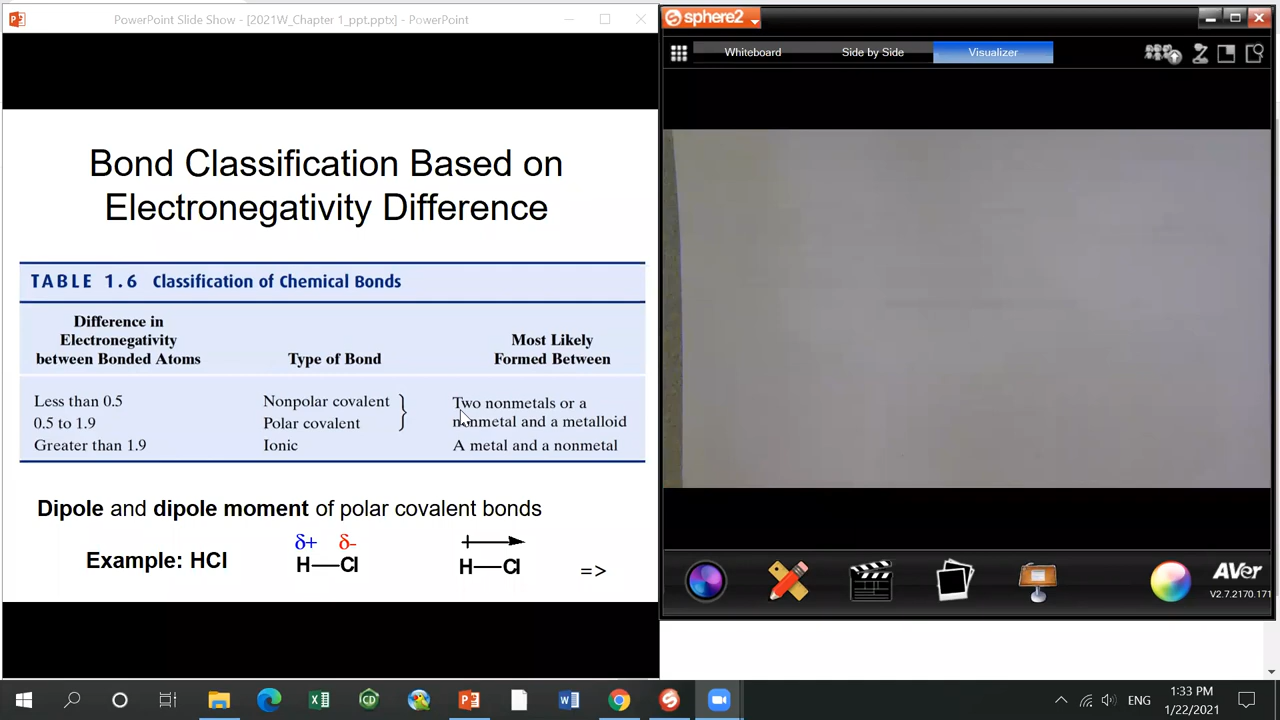 PowerPoint Slide Show - [2021W_Chapter 1_ppt.pptx] - PowerPoint
Bond Classification Based on
Electronegativity Difference
TABLE 1.6 Classification of Chemical Bonds
Difference in
Electronegativity
between Bonded Atoms
Type of Bond
Most Likely
Formed Between
Less than 0.5
Nonpolar covalent
Two nonmetals or a
0.5 to 1.9
Polar covalent
nonmetal and a metalloid
Greater than 1.9
Ionic
A metal and a nonmetal
Dipole and dipole moment of polar covalent bonds
Example: HCl
δ+ δ-
H—Cl
H—Cl
=>
sphere2
Whiteboard
Side by Side
Visualizer
AVer
V2.7.2170.171
ENG
1:33 PM
1/22/2021